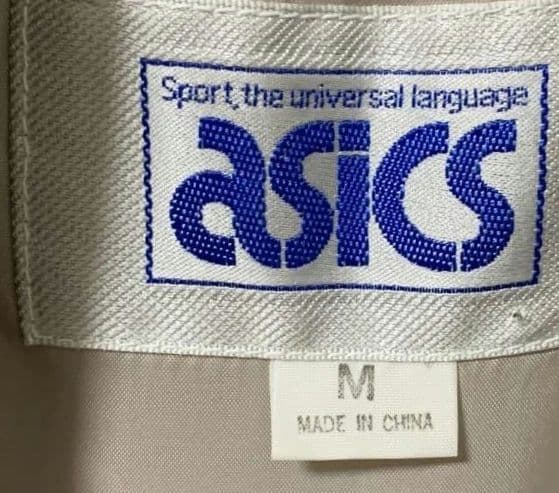 Sport, the universal language
asics
M
MADE IN CHINA